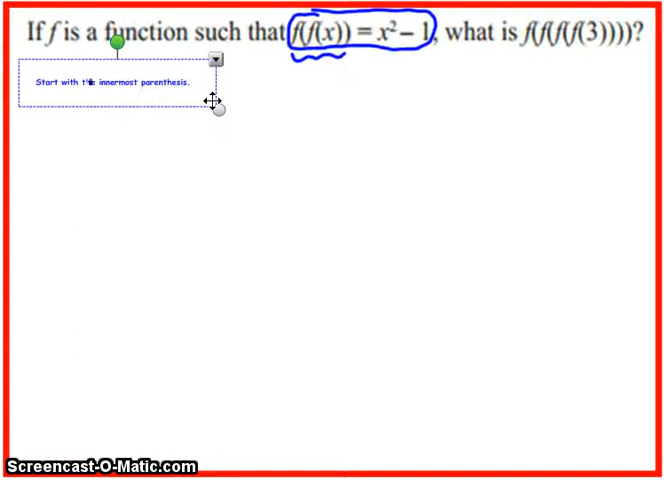 If f is a function such that f(f(x)) = x² – 1, what is f(f(f(f(3))))?
Start with the innermost parenthesis.
Screencast-O-Matic.com